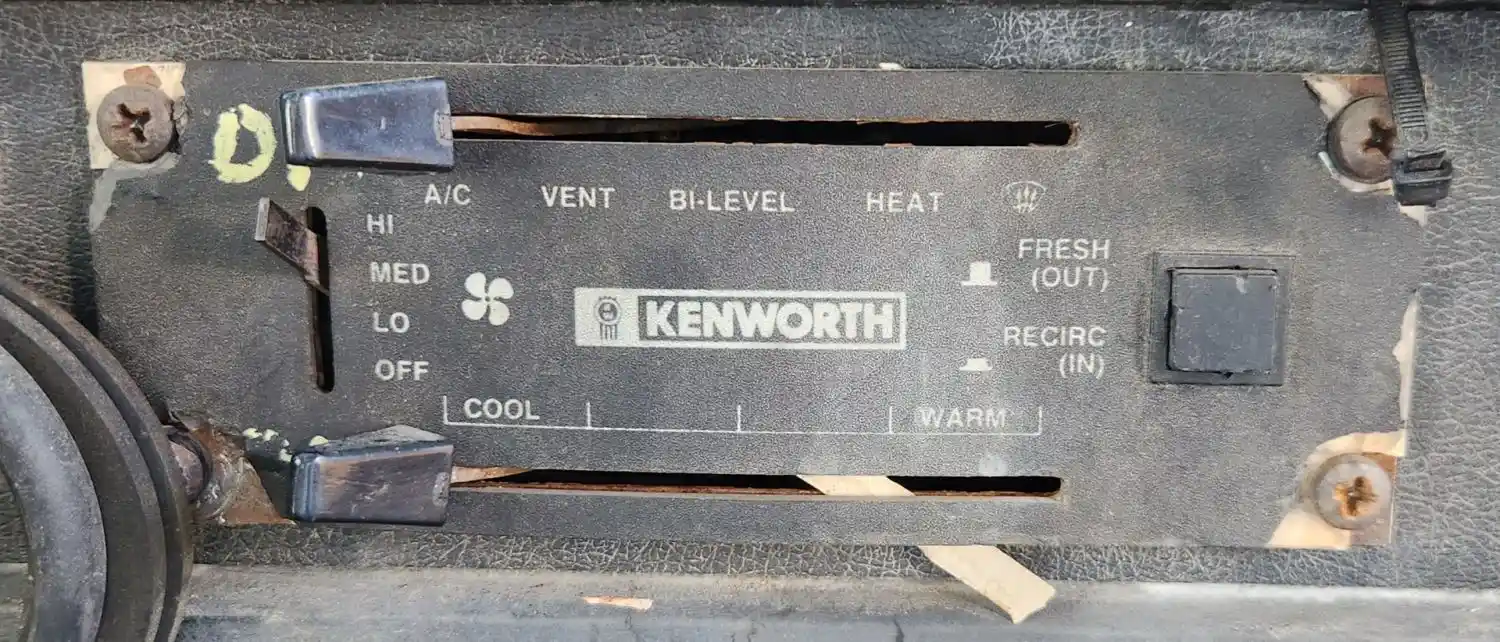 D.
A/C VENT BI-LEVEL HEAT
HI
MED
LO
OFF
KENWORTH
FRESH
(OUT)
RECIRC
(IN)
COOL WARM